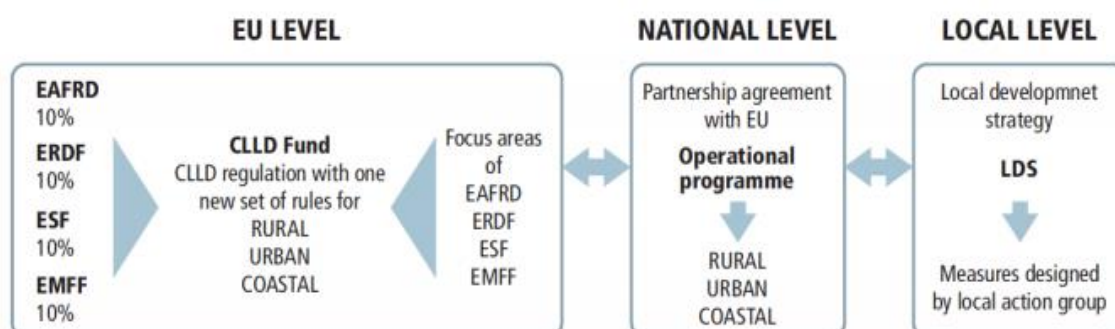 EU LEVEL
EAFRD
10%
ERDF
10%
ESF
10%
EMFF
10%
CLLD Fund
CLLD regulation with one
new set of rules for
RURAL
URBAN
COASTAL
Focus areas
of
EAFRD
ERDF
ESF
EMFF
NATIONAL LEVEL
Partnership agreement
with EU
Operational
programme
RURAL
URBAN
COASTAL
LOCAL LEVEL
Local developmnet
strategy
LDS
Measures designed
by local action group